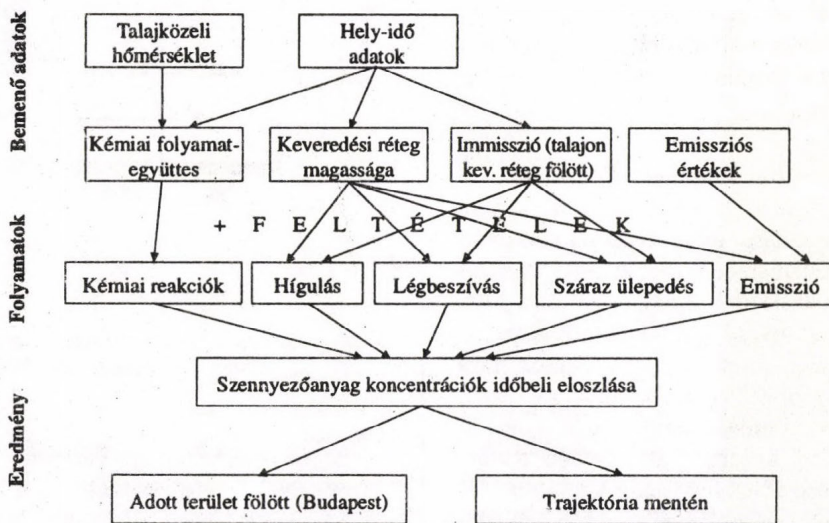 Bemenő adatok
Talajközeli
hőmérséklet
Hely-idő
adatok
Kémiai folyamat-
együttes
Keveredési réteg
magassága
Immisszió (talajon
kev. réteg fölött)
Emissziós
értékek
+ F E L T É T E L E K
Folyamatok
Kémiai reakciók
Hígulás
Légbeszívás
Száraz ülepedés
Emisszió
Szennyezőanyag koncentrációk időbeli eloszlása
Eredmény
Adott terület fölött (Budapest)
Trajektória mentén